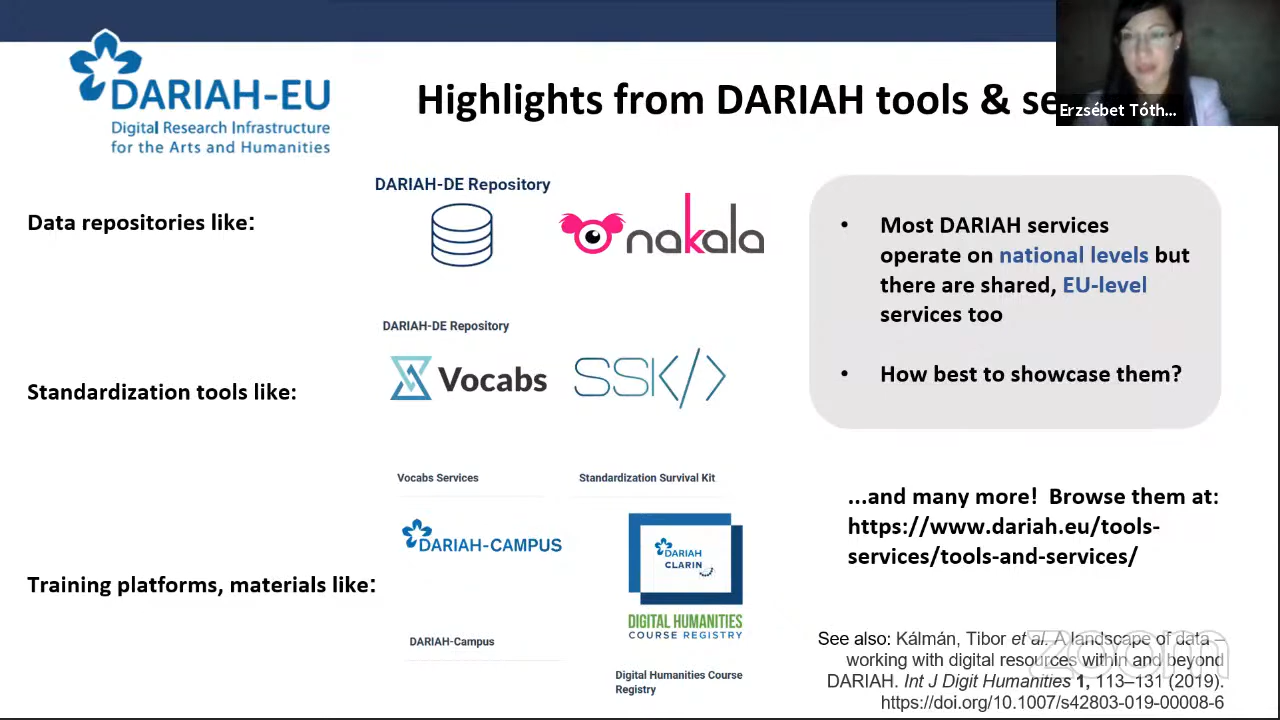 DARIAH-EU
Digital Research Infrastructure
for the Arts and Humanities
Highlights from DARIAH tools & se
Erzsébet Tóth...
Data repositories like:
DARIAH-DE Repository
nakala
Standardization tools like:
DARIAH-DE Repository
Vocabs
SSK</>
Vocabs Services
Standardization Survival Kit
Training platforms, materials like:
DARIAH-CAMPUS
DARIAH
CLARIN
DIGITAL HUMANITIES
COURSE REGISTRY
DARIAH-Campus
Digital Humanities Course
Registry
• Most DARIAH services
operate on national levels but
there are shared, EU-level
services too
• How best to showcase them?
...and many more! Browse them at:
https://www.dariah.eu/tools-
services/tools-and-services/
See also: Kálmán, Tibor et al. A landscape of data –
working with digital resources within and beyond
DARIAH. Int J Digit Humanities 1, 113–131 (2019).
https://doi.org/10.1007/s42803-019-00008-6
zoom